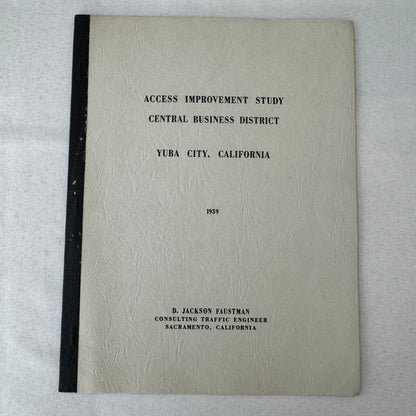 ACCESS IMPROVEMENT STUDY
CENTRAL BUSINESS DISTRICT
YUBA CITY, CALIFORNIA
1959
D. JACKSON FAUSTMAN
CONSULTING TRAFFIC ENGINEER
SACRAMENTO, CALIFORNIA